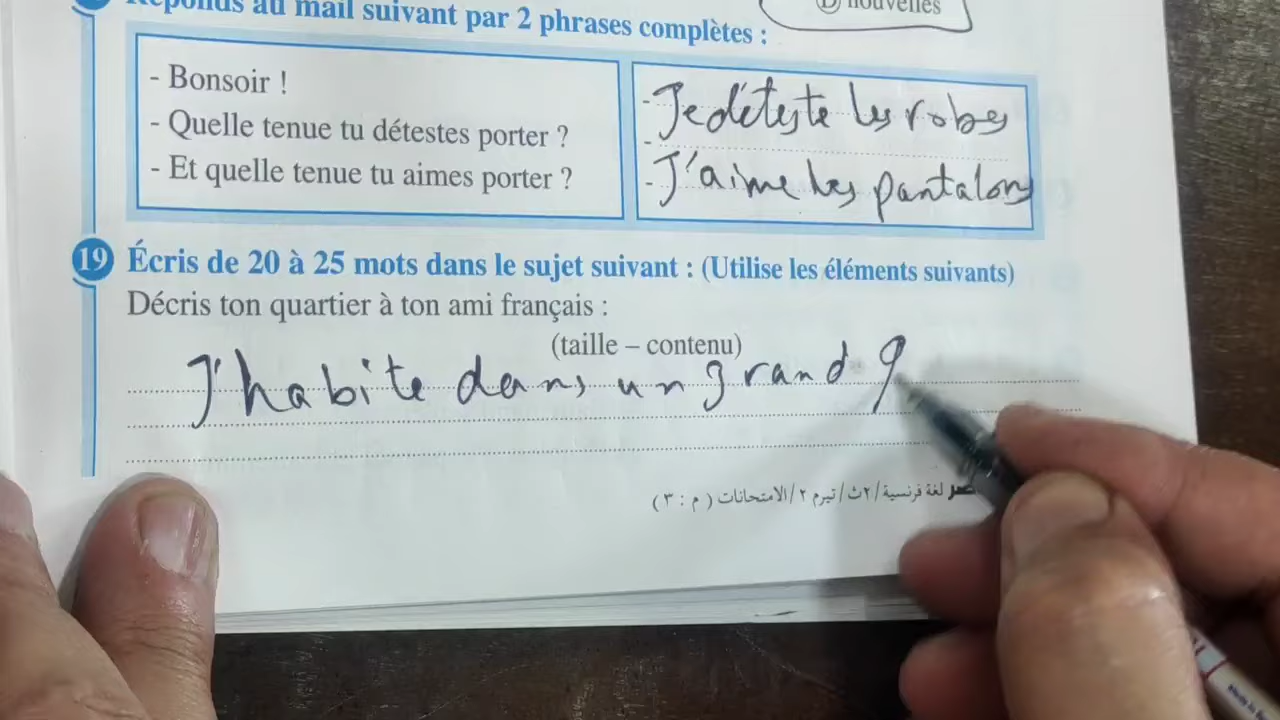 Réponds au mail suivant par 2 phrases complètes :
D nouvelles
- Bonsoir !
- Quelle tenue tu détestes porter ?
- Et quelle tenue tu aimes porter ?
- Je déteste les robes
-
- J'aime les pantalons
19 Écris de 20 à 25 mots dans le sujet suivant : (Utilise les éléments suivants)
Décris ton quartier à ton ami français :
(taille – contenu)
J'habite dans un grand q
لغة فرنسية/٢ث/تيرم ٢/الامتحانات ( م : ٣ )